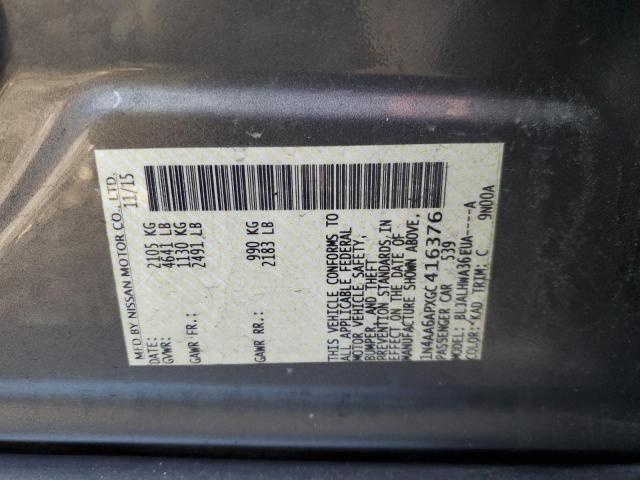 MFD BY NISSAN MOTOR CO., LTD.
DATE: 11/15
GVWR: 2105 KG
4641 LB
GAWR FR.: 1130 KG
2491 LB
GAWR RR.: 990 KG
2183 LB
THIS VEHICLE CONFORMS TO
ALL APPLICABLE FEDERAL
MOTOR VEHICLE SAFETY,
BUMPER, AND THEFT
PREVENTION STANDARDS, IN
EFFECT ON THE DATE OF
MANUFACTURE SHOWN ABOVE.
1N4AA6APXGC416376
PASSENGER CAR 539
MODEL: BLJALHWA36EUA----A
COLOR: KAD TRIM: C 9N00A